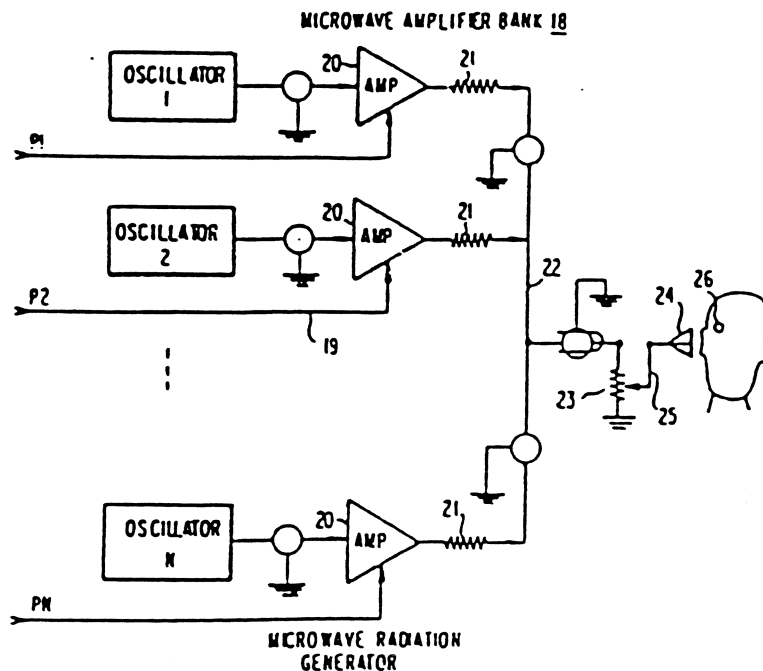 MICROWAVE AMPLIFIER BANK 18
OSCILLATOR
1
20
AMP
21
P1
OSCILLATOR
2
20
AMP
21
22
24
26
P2
19
23
25
OSCILLATOR
N
20
AMP
21
PN
MICROWAVE RADIATION
GENERATOR